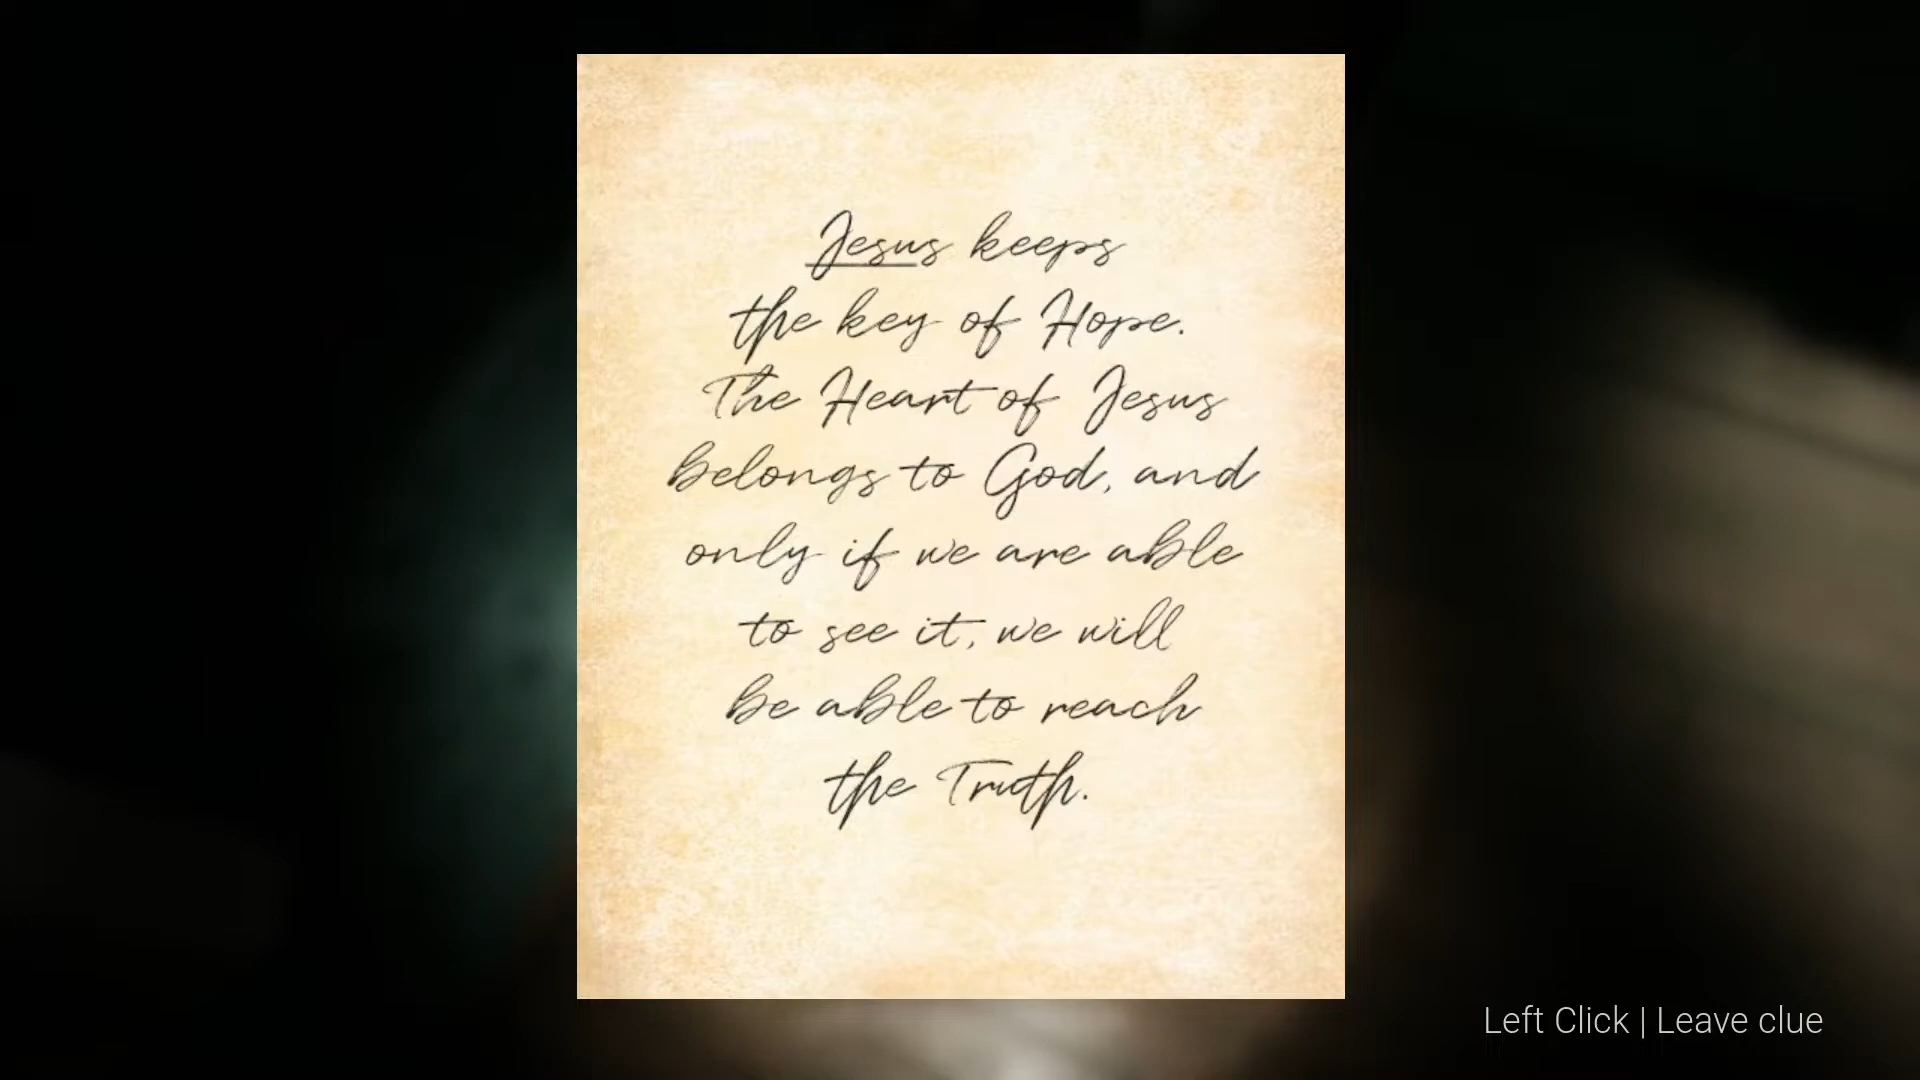 Jesus keeps
the key of Hope.
The Heart of Jesus
belongs to God, and
only if we are able
to see it, we will
be able to reach
the Truth.
Left Click | Leave clue